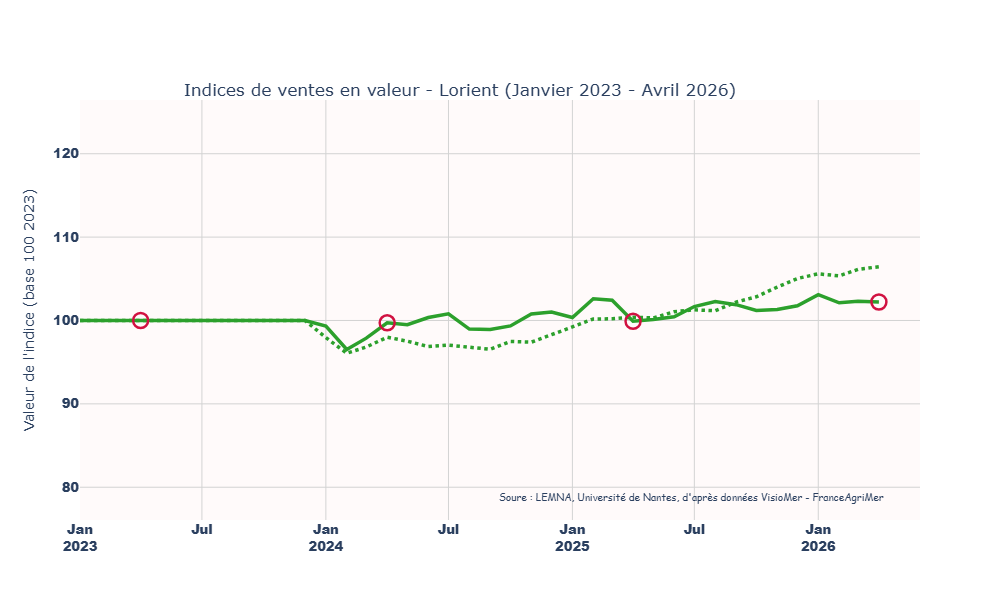 Indices de ventes en valeur - Lorient (Janvier 2023 - Avril 2026)
Valeur de l'indice (base 100 2023)
120
110
100
90
80
Soure : LEMNA, Université de Nantes, d'après données VisioMer - FranceAgriMer
Jan Jul Jan Jul Jan Jul Jan
2023 2024 2025 2026